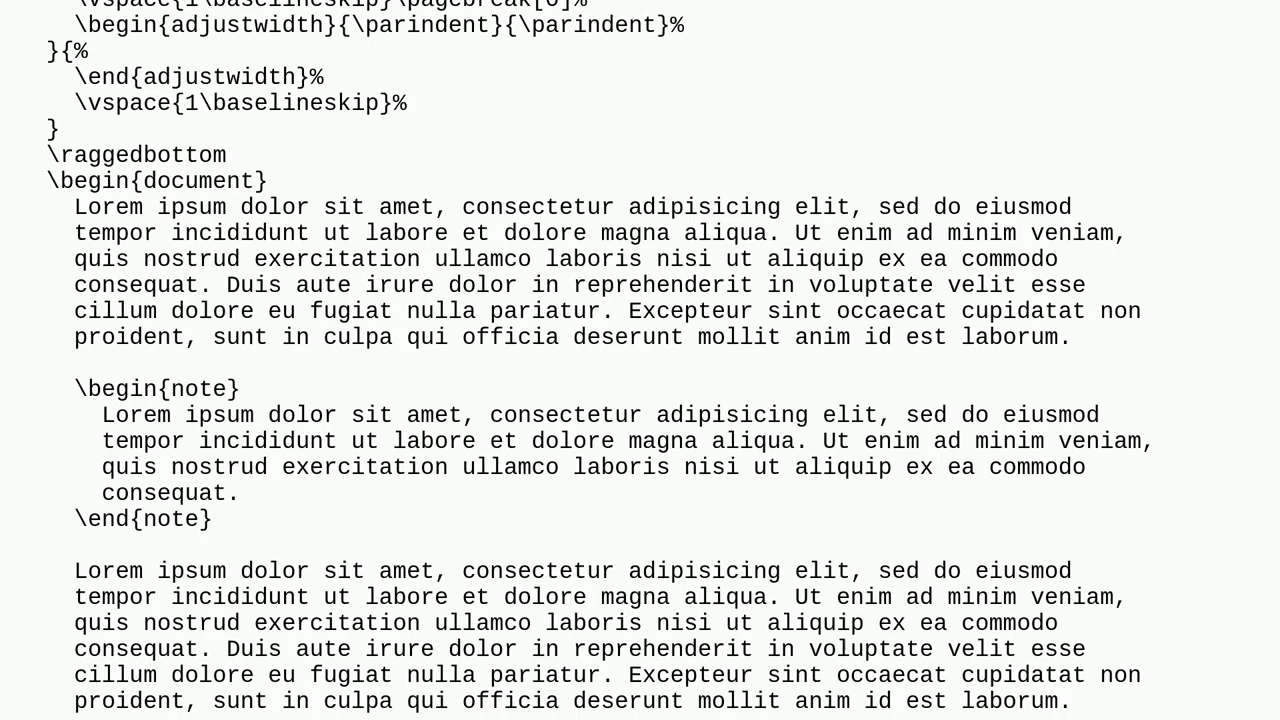 \vspace{1\baselineskip}\pagebreak[0]%
\begin{adjustwidth}{\parindent}{\parindent}%
}{%
\end{adjustwidth}%
\vspace{1\baselineskip}%
}
\raggedbottom
\begin{document}
Lorem ipsum dolor sit amet, consectetur adipisicing elit, sed do eiusmod
tempor incididunt ut labore et dolore magna aliqua. Ut enim ad minim veniam,
quis nostrud exercitation ullamco laboris nisi ut aliquip ex ea commodo
consequat. Duis aute irure dolor in reprehenderit in voluptate velit esse
cillum dolore eu fugiat nulla pariatur. Excepteur sint occaecat cupidatat non
proident, sunt in culpa qui officia deserunt mollit anim id est laborum.
\begin{note}
Lorem ipsum dolor sit amet, consectetur adipisicing elit, sed do eiusmod
tempor incididunt ut labore et dolore magna aliqua. Ut enim ad minim veniam,
quis nostrud exercitation ullamco laboris nisi ut aliquip ex ea commodo
consequat.
\end{note}
Lorem ipsum dolor sit amet, consectetur adipisicing elit, sed do eiusmod
tempor incididunt ut labore et dolore magna aliqua. Ut enim ad minim veniam,
quis nostrud exercitation ullamco laboris nisi ut aliquip ex ea commodo
consequat. Duis aute irure dolor in reprehenderit in voluptate velit esse
cillum dolore eu fugiat nulla pariatur. Excepteur sint occaecat cupidatat non
proident, sunt in culpa qui officia deserunt mollit anim id est laborum.